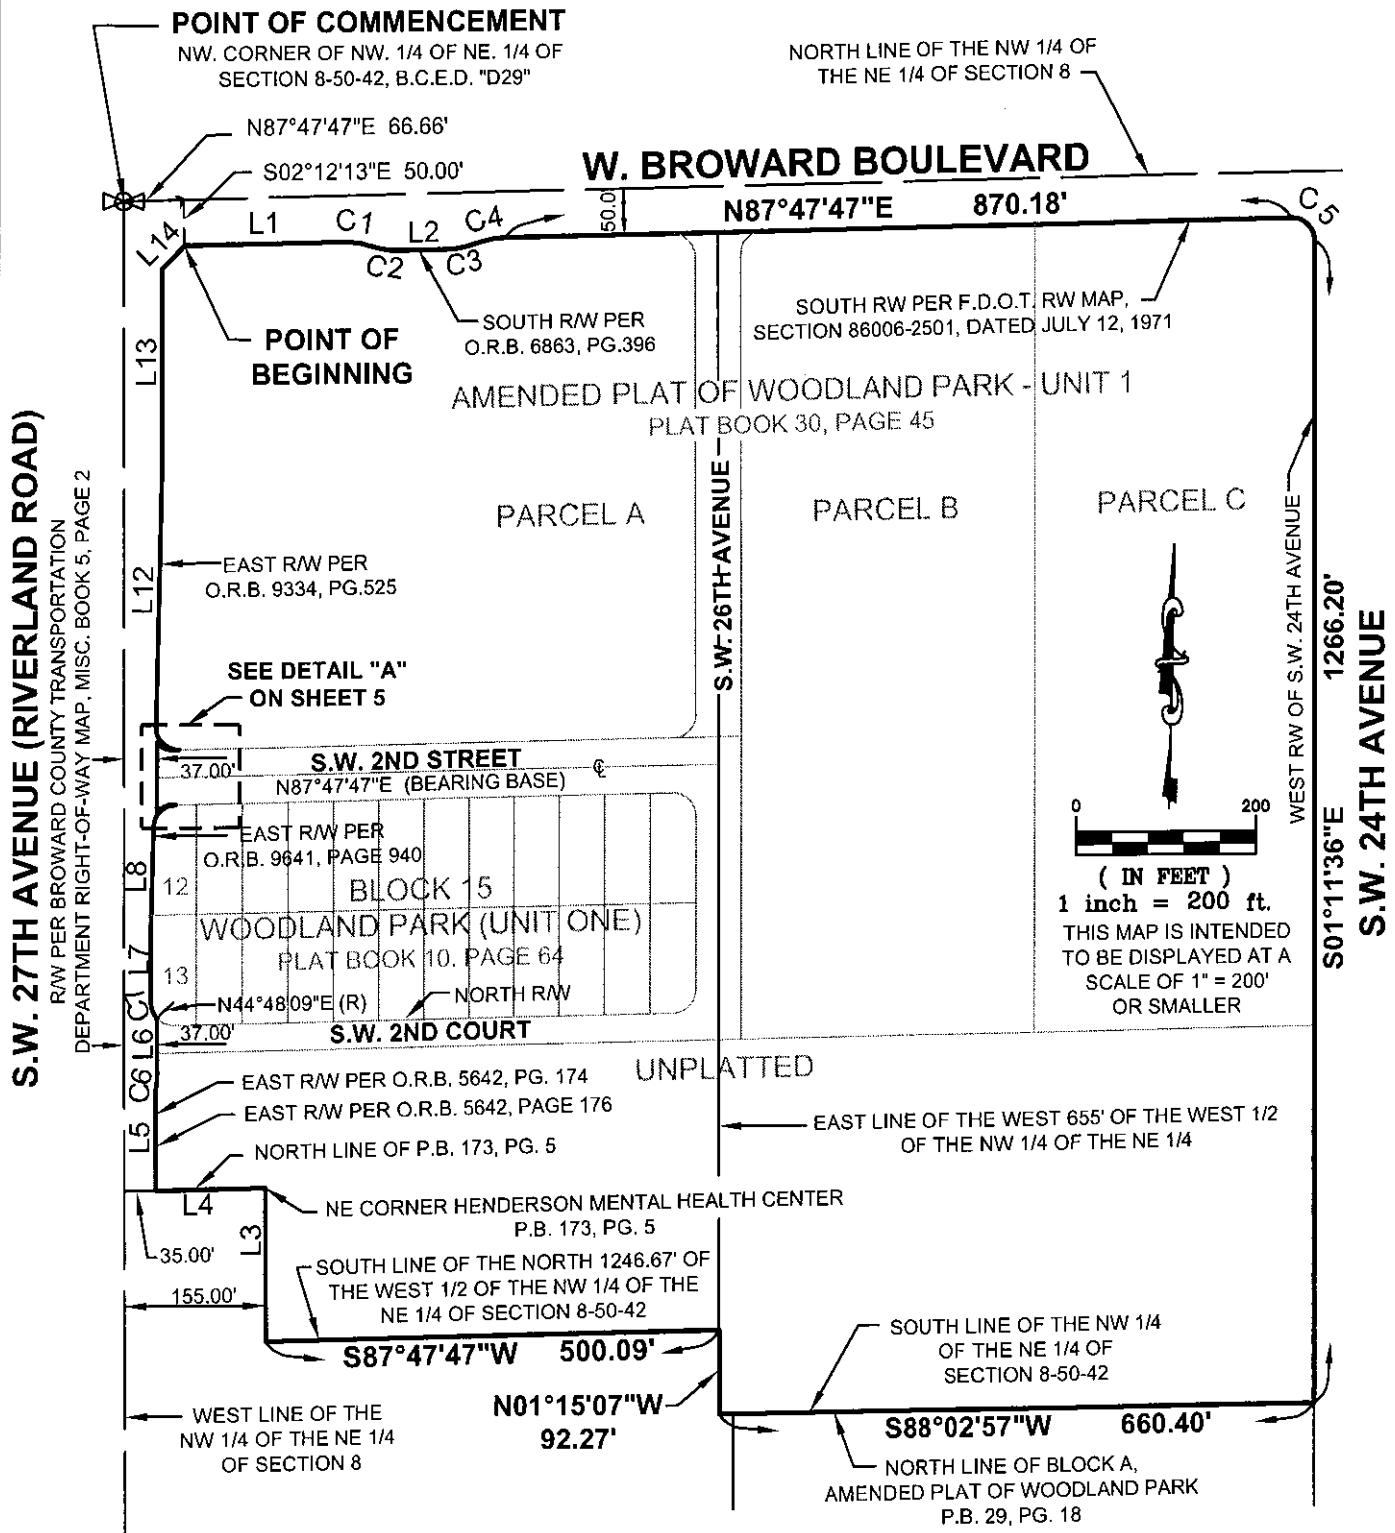 POINT OF COMMENCEMENT
NW. CORNER OF NW. 1/4 OF NE. 1/4 OF
SECTION 8-50-42, B.C.E.D. "D29"
NORTH LINE OF THE NW 1/4 OF
THE NE 1/4 OF SECTION 8
N87°47'47"E 66.66'
S02°12'13"E 50.00'
W. BROWARD BOULEVARD
50.0
N87°47'47"E 870.18'
C5
L14
L1
C1
L2
C4
C2
C3
POINT OF
BEGINNING
SOUTH R/W PER
O.R.B. 6863, PG.396
SOUTH RW PER F.D.O.T. RW MAP,
SECTION 86006-2501, DATED JULY 12, 1971
L13
AMENDED PLAT OF WOODLAND PARK - UNIT 1
PLAT BOOK 30, PAGE 45
PARCEL A
PARCEL B
PARCEL C
S.W. 27TH AVENUE (RIVERLAND ROAD)
R/W PER BROWARD COUNTY TRANSPORTATION
DEPARTMENT RIGHT-OF-WAY MAP, MISC. BOOK 5, PAGE 2
S.W. 26TH AVENUE
WEST RW OF S.W. 24TH AVENUE
S01°11'36"E 1266.20'
S.W. 24TH AVENUE
EAST R/W PER
O.R.B. 9334, PG.525
L12
SEE DETAIL "A"
ON SHEET 5
37.00'
S.W. 2ND STREET
N87°47'47"E (BEARING BASE)
℄
0 200
( IN FEET )
1 inch = 200 ft.
THIS MAP IS INTENDED
TO BE DISPLAYED AT A
SCALE OF 1" = 200'
OR SMALLER
EAST R/W PER
O.R.B. 9641, PAGE 940
L8
12
BLOCK 15
WOODLAND PARK (UNIT ONE)
PLAT BOOK 10. PAGE 64
L7
13
C7
N44°48'09"E (R)
NORTH R/W
37.00'
S.W. 2ND COURT
L6
UNPLATTED
C6
EAST R/W PER O.R.B. 5642, PG. 174
EAST R/W PER O.R.B. 5642, PAGE 176
L5
NORTH LINE OF P.B. 173, PG. 5
EAST LINE OF THE WEST 655' OF THE WEST 1/2
OF THE NW 1/4 OF THE NE 1/4
L4
NE CORNER HENDERSON MENTAL HEALTH CENTER
P.B. 173, PG. 5
L3
35.00'
155.00'
SOUTH LINE OF THE NORTH 1246.67' OF
THE WEST 1/2 OF THE NW 1/4 OF THE
NE 1/4 OF SECTION 8-50-42
S87°47'47"W 500.09'
SOUTH LINE OF THE NW 1/4
OF THE NE 1/4 OF
SECTION 8-50-42
N01°15'07"W
92.27'
WEST LINE OF THE
NW 1/4 OF THE NE 1/4
OF SECTION 8
S88°02'57"W 660.40'
NORTH LINE OF BLOCK A,
AMENDED PLAT OF WOODLAND PARK
P.B. 29, PG. 18